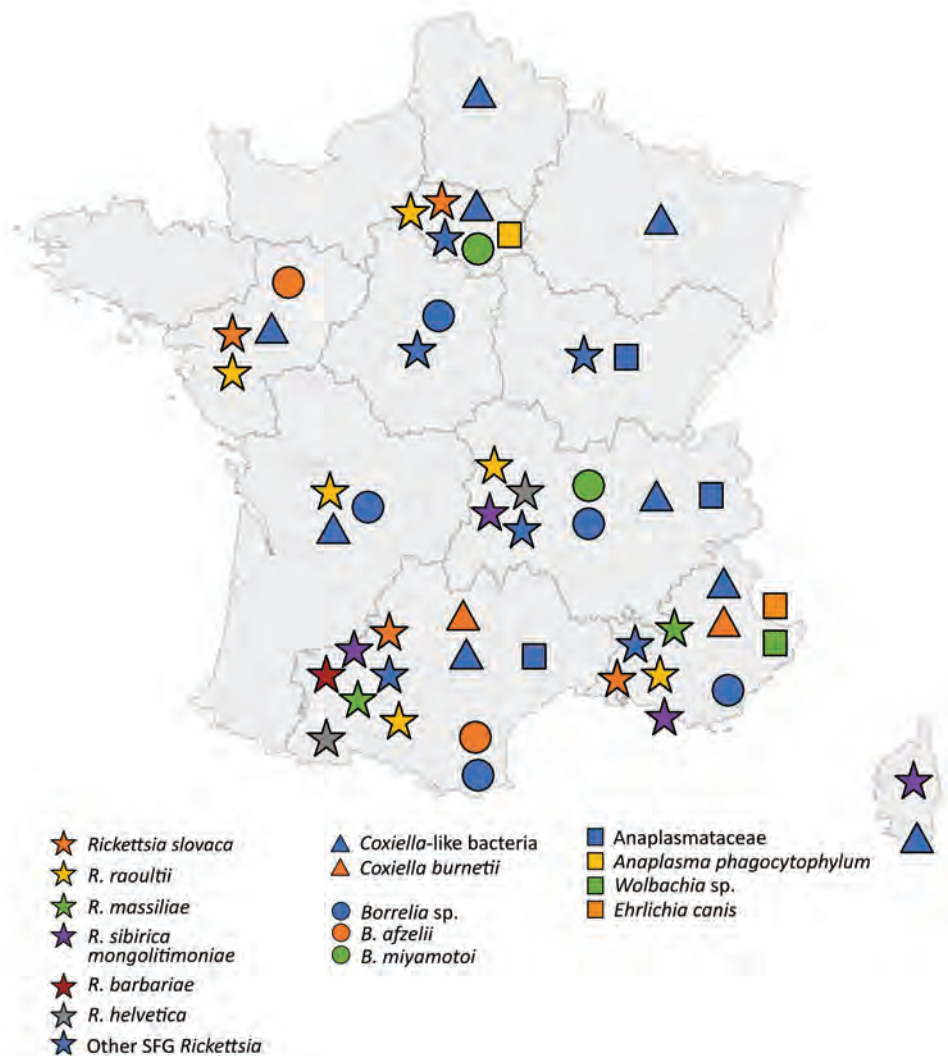 Rickettsia slovaca
R. raoultii
R. massiliae
R. sibirica
mongolitimoniae
R. barbariae
R. helvetica
Other SFG Rickettsia
Coxiella-like bacteria
Coxiella burnetii
Borrelia sp.
B. afzelii
B. miyamotoi
Anaplasmataceae
Anaplasma phagocytophylum
Wolbachia sp.
Ehrlichia canis